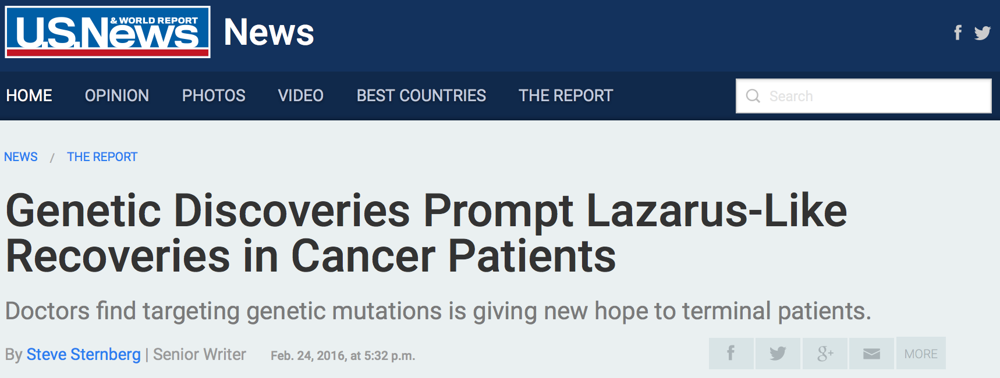 U.S.News & WORLD REPORT
News
HOME OPINION PHOTOS VIDEO BEST COUNTRIES THE REPORT
Search
NEWS / THE REPORT
Genetic Discoveries Prompt Lazarus-Like
Recoveries in Cancer Patients
Doctors find targeting genetic mutations is giving new hope to terminal patients.
By Steve Sternberg | Senior Writer Feb. 24, 2016, at 5:32 p.m.
g+ MORE